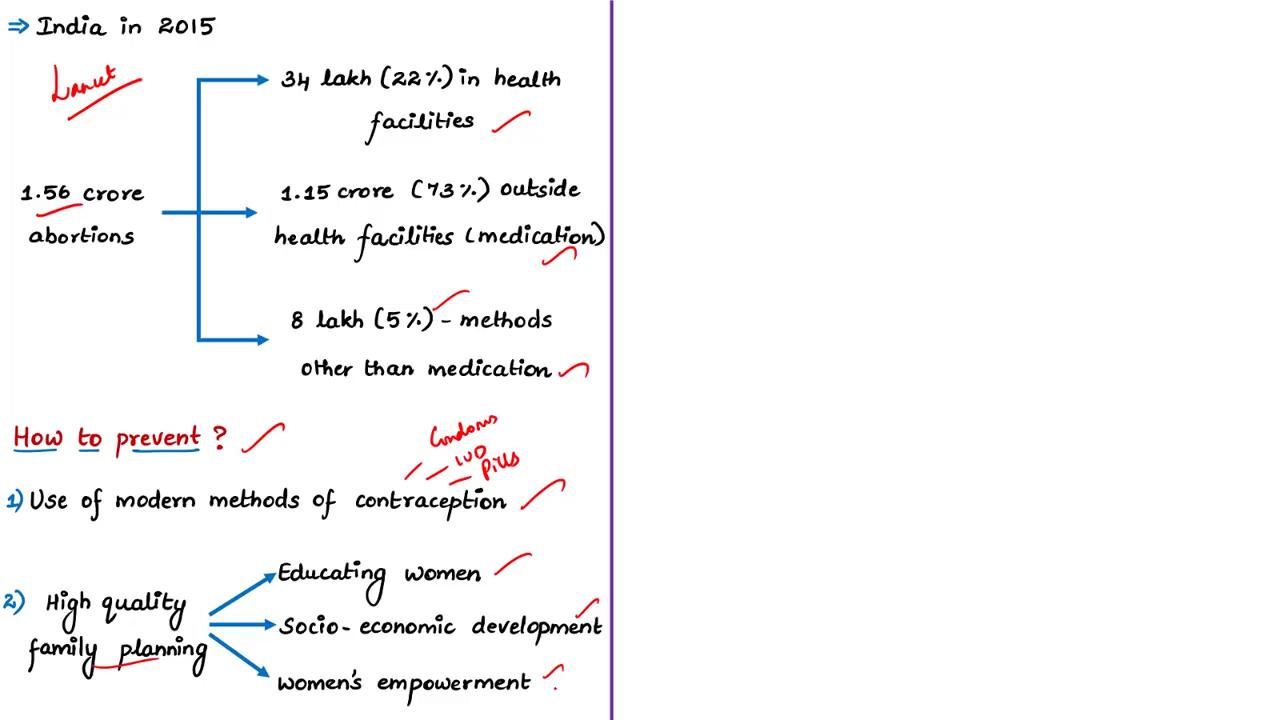 ⇒ India in 2015
Lancet
34 lakh (22%) in health
facilities
1.56 crore
abortions
1.15 crore (73%) outside
health facilities (medication)
8 lakh (5%) - methods
other than medication
How to prevent ?
Condoms
IUD
Pills
1) Use of modern methods of contraception
2) High quality
family planning
Educating women
Socio-economic development
Women's empowerment